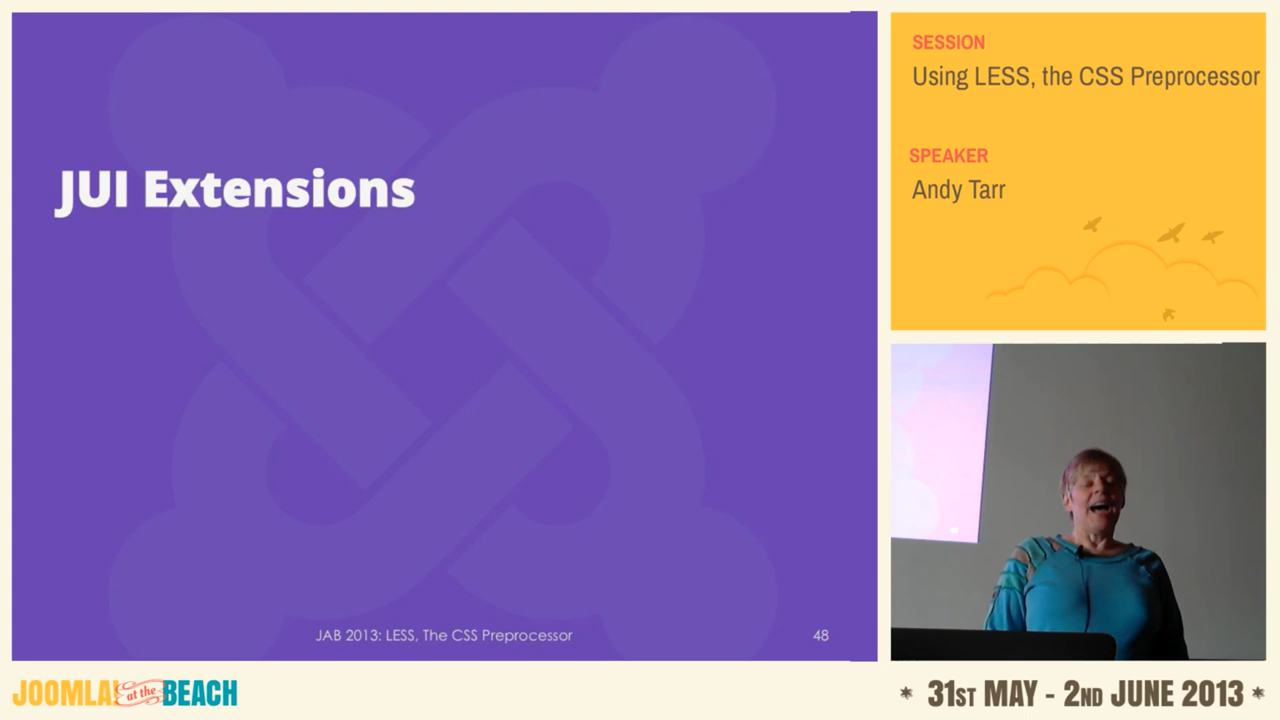 JUI Extensions
JAB 2013: LESS, The CSS Preprocessor
48
SESSION
Using LESS, the CSS Preprocessor
SPEAKER
Andy Tarr
JOOMLA! at the BEACH
* 31ST MAY - 2ND JUNE 2013 *